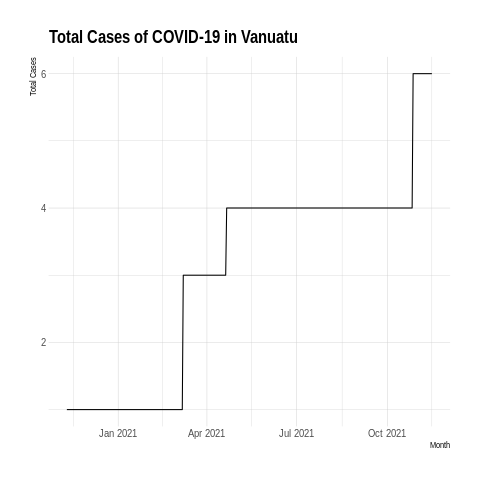 Total Cases of COVID-19 in Vanuatu
Total Cases
6
4
2
Jan 2021
Apr 2021
Jul 2021
Oct 2021
Month